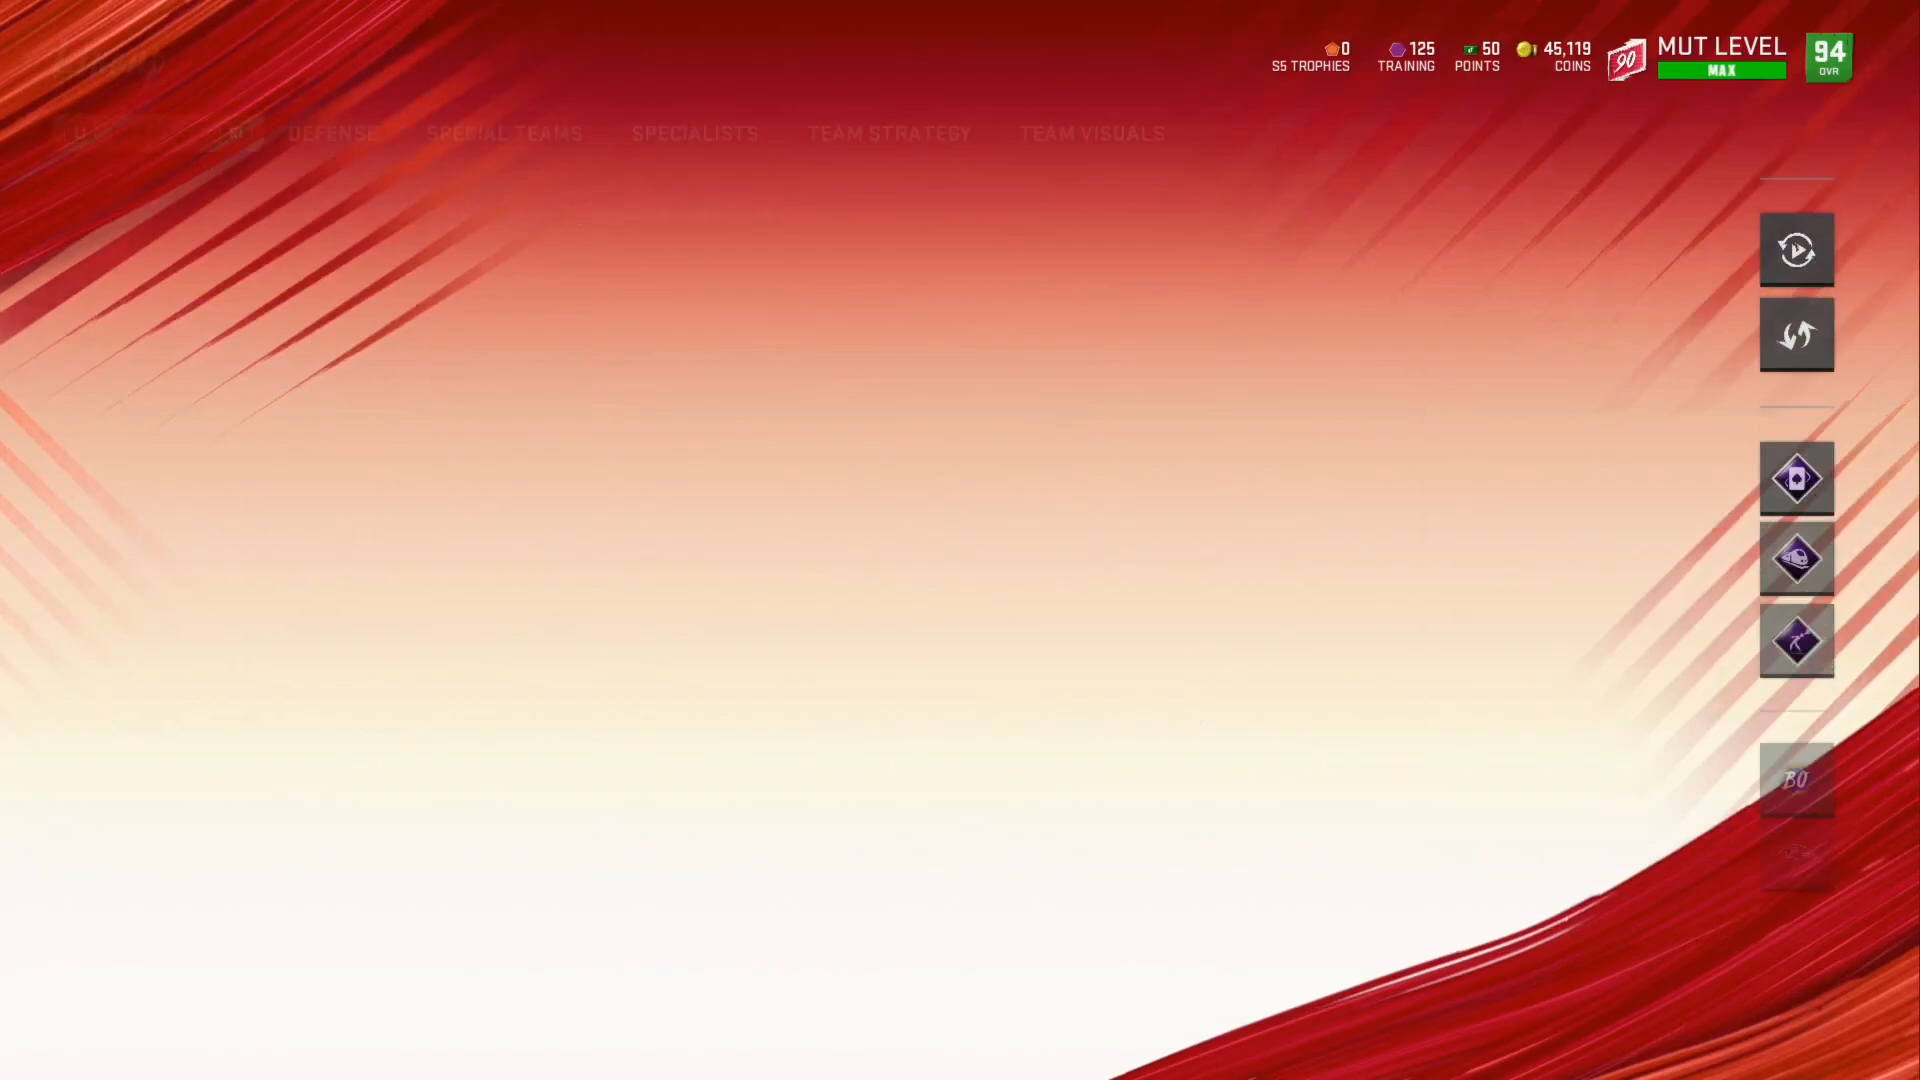 0
S5 TROPHIES
125
TRAINING
50
POINTS
45,119
COINS
90
MUT LEVEL
MAX
94
OVR
DEFENSE
SPECIAL TEAMS
SPECIALISTS
TEAM STRATEGY
TEAM VISUALS
BO